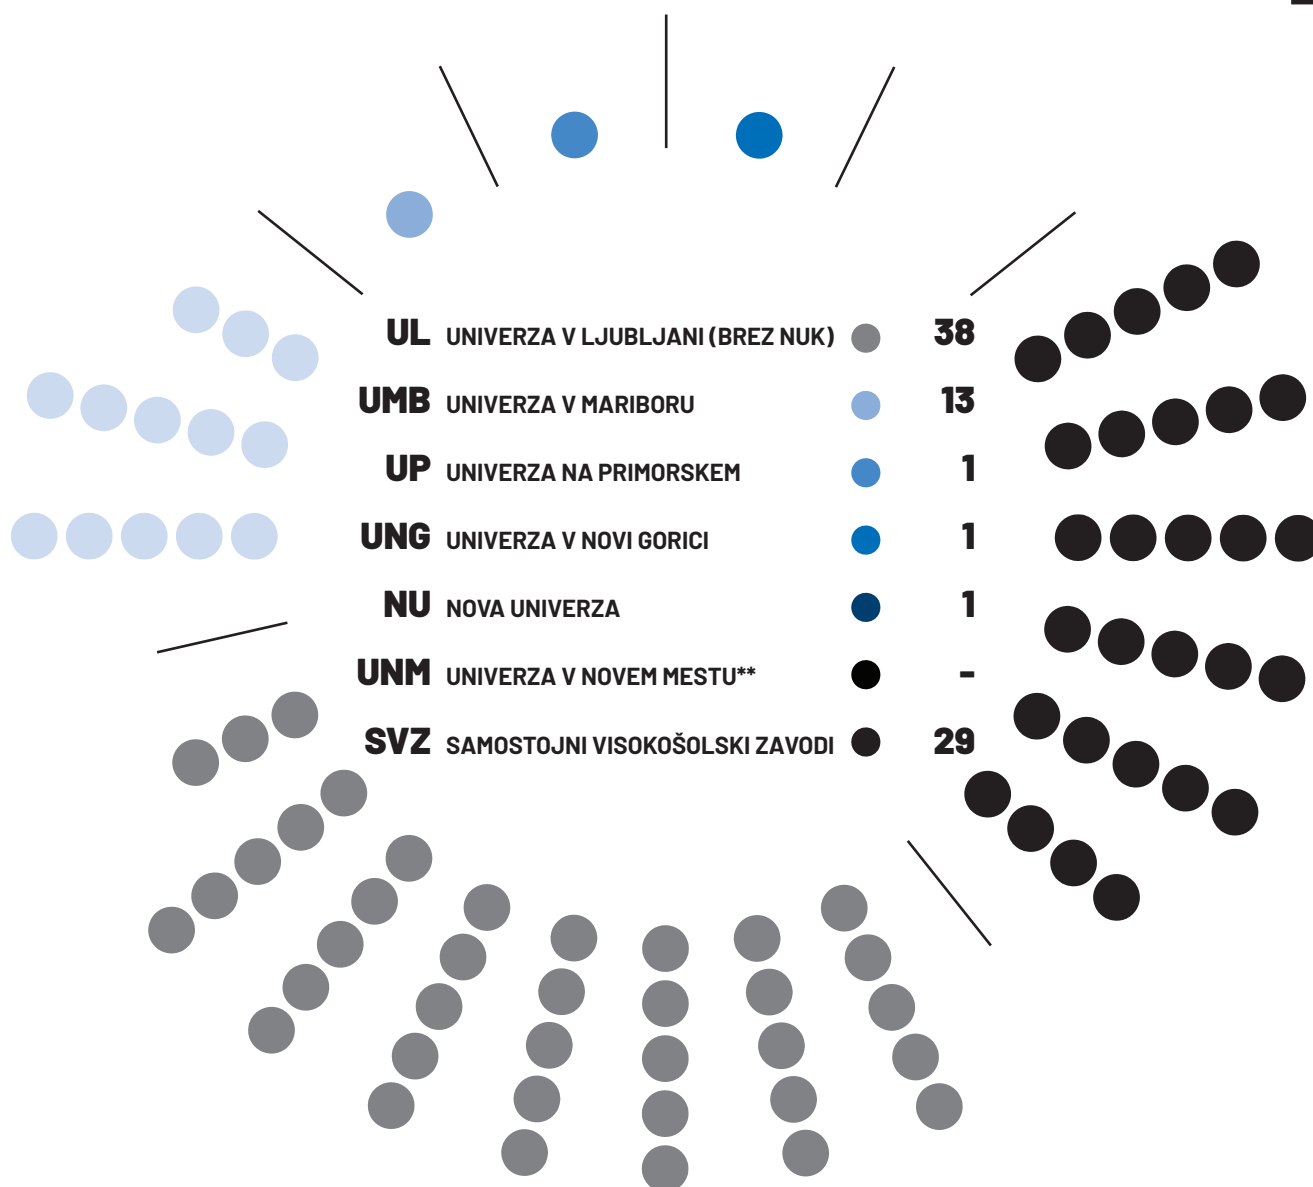 UL UNIVERZA V LJUBLJANI (BREZ NUK) 38
UMB UNIVERZA V MARIBORU 13
UP UNIVERZA NA PRIMORSKEM 1
UNG UNIVERZA V NOVI GORICI 1
NU NOVA UNIVERZA 1
UNM UNIVERZA V NOVEM MESTU** -
SVZ SAMOSTOJNI VISOKOŠOLSKI ZAVODI 29